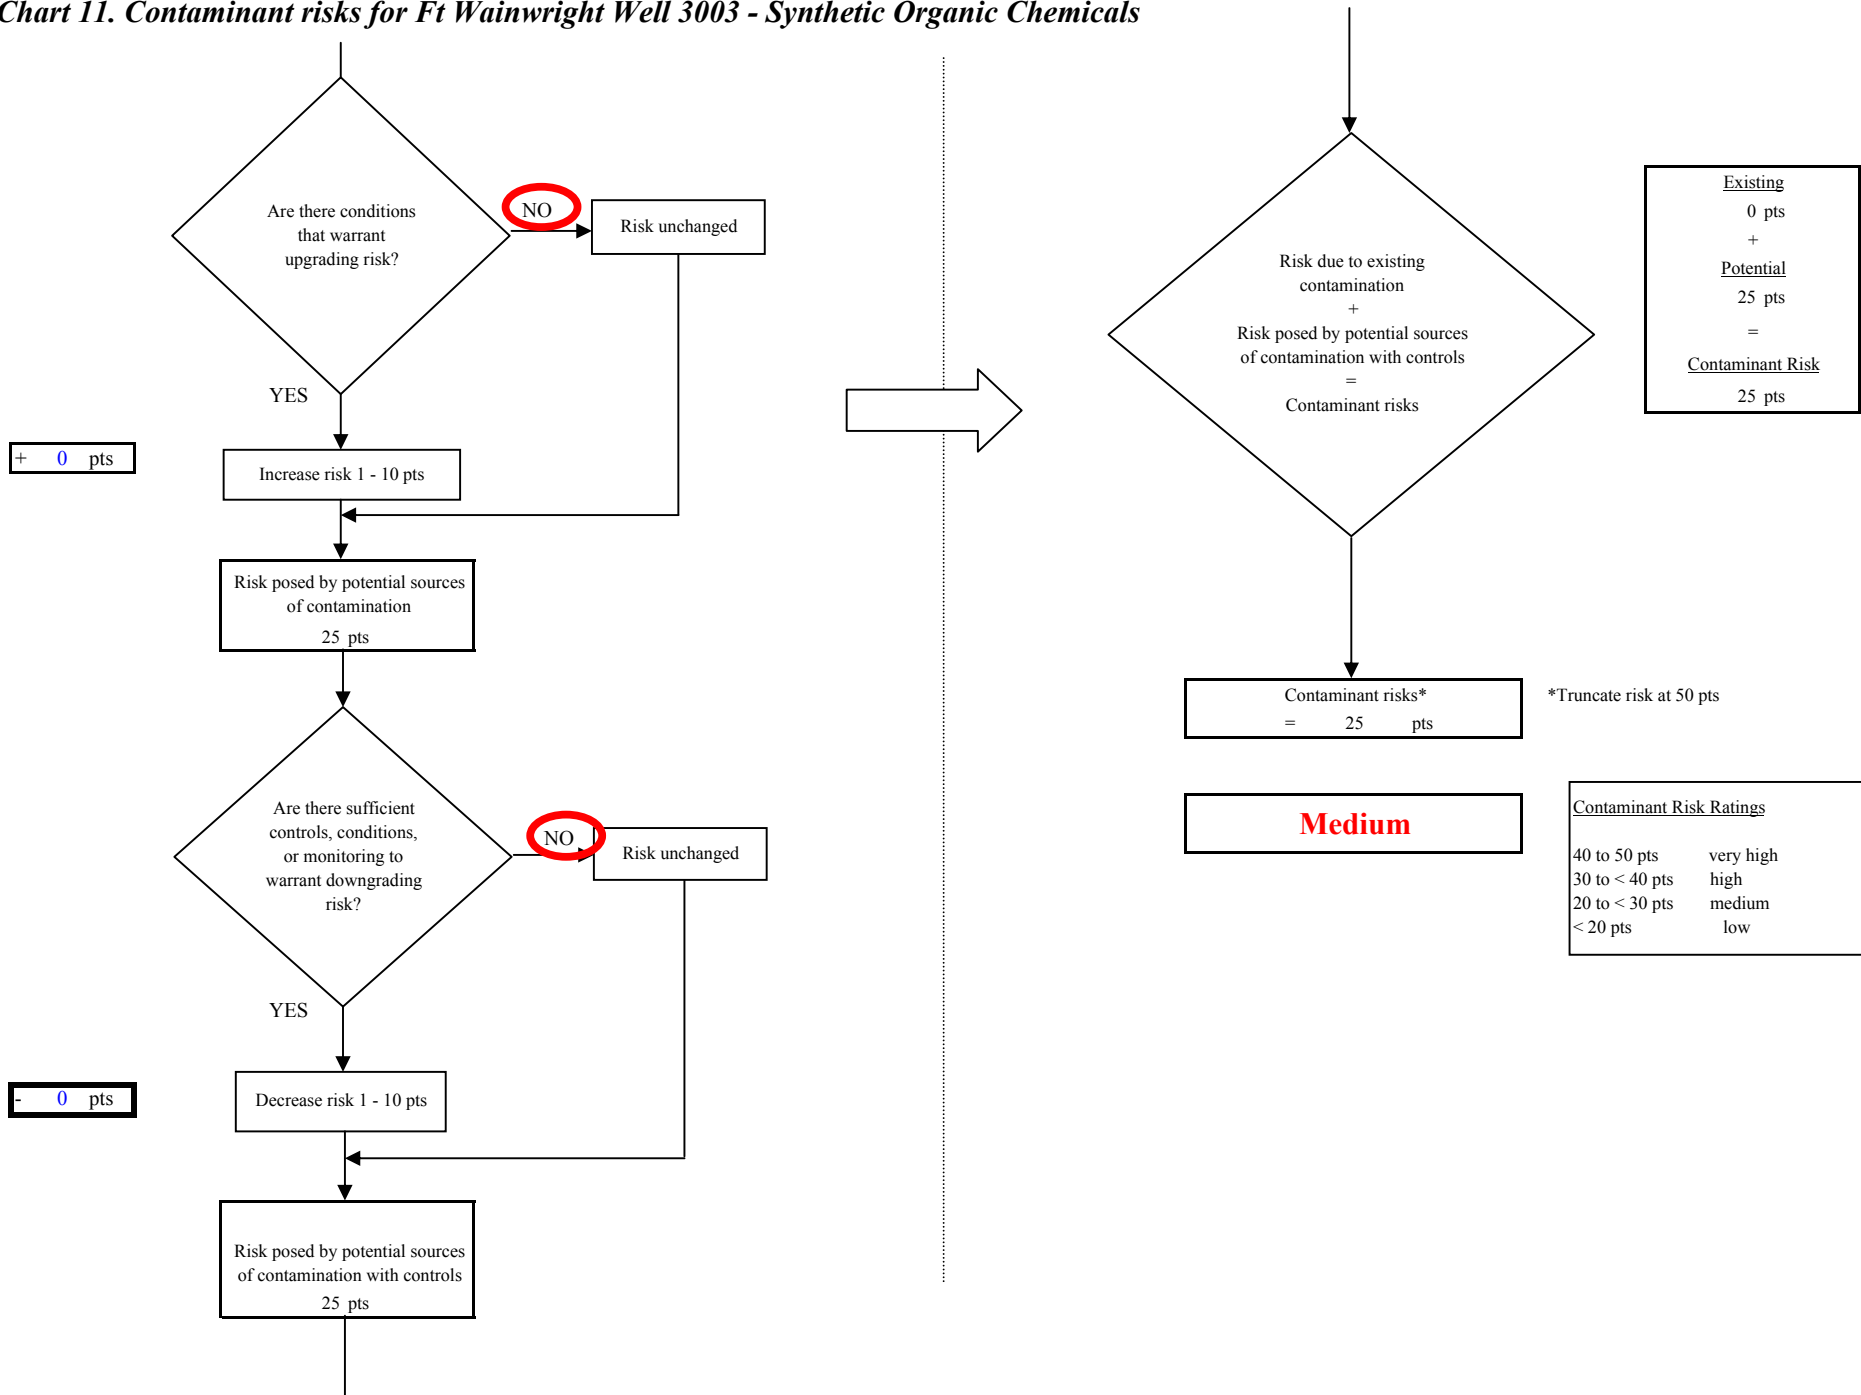 Chart 11. Contaminant risks for Ft Wainwright Well 3003 - Synthetic Organic Chemicals
Are there conditions
that warrant
upgrading risk?
NO
Risk unchanged
YES
+ 0 pts
Increase risk 1 - 10 pts
Risk posed by potential sources
of contamination
25 pts
Are there sufficient
controls, conditions,
or monitoring to
warrant downgrading
risk?
NO
Risk unchanged
YES
- 0 pts
Decrease risk 1 - 10 pts
Risk posed by potential sources
of contamination with controls
25 pts
Risk due to existing
contamination
+
Risk posed by potential sources
of contamination with controls
=
Contaminant risks
Existing
0 pts
+
Potential
25 pts
=
Contaminant Risk
25 pts
Contaminant risks*
= 25 pts
*Truncate risk at 50 pts
Medium
Contaminant Risk Ratings
40 to 50 pts very high
30 to < 40 pts high
20 to < 30 pts medium
< 20 pts low